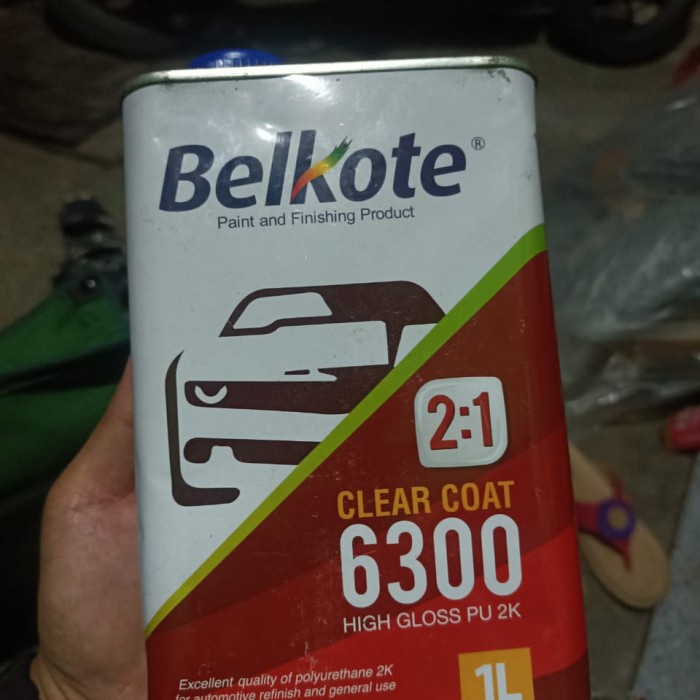 Belkote®
Paint and Finishing Product
2:1
CLEAR COAT
6300
HIGH GLOSS PU 2K
Excellent quality of polyurethane 2K
for automotive refinish and general use
1L